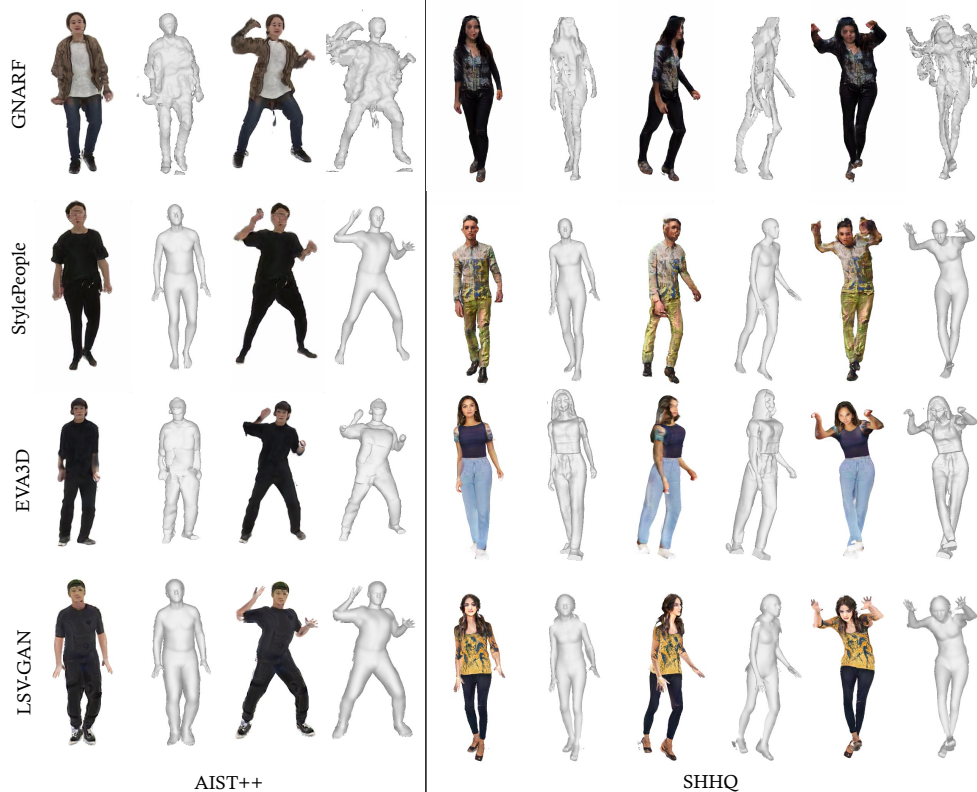 GNARF
StylePeople
EVA3D
LSV-GAN
AIST++
SHHQ